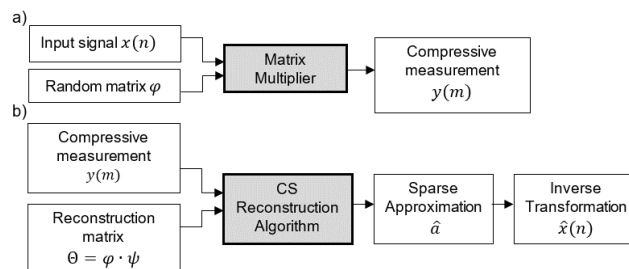 a)
Input signal x(n)
Random matrix φ
Matrix
Multiplier
Compressive
measurement
y(m)
b)
Compressive
measurement
y(m)
Reconstruction
matrix
Θ = φ · ψ
CS
Reconstruction
Algorithm
Sparse
Approximation
â
Inverse
Transformation
x̂(n)